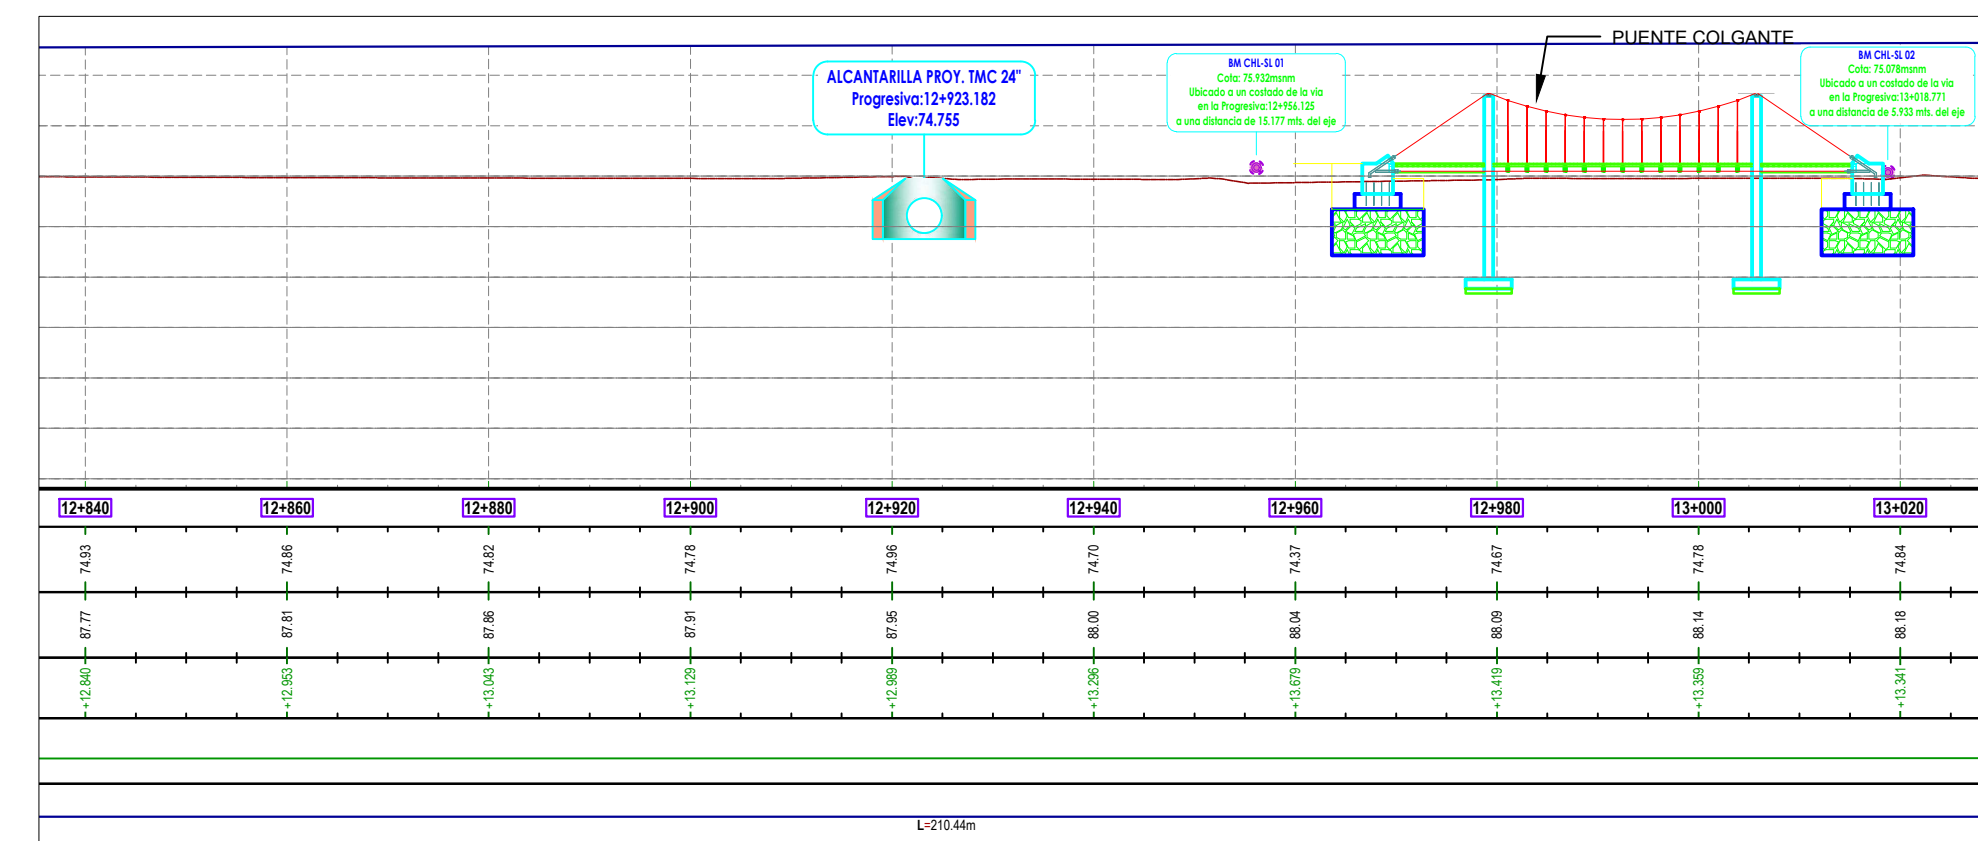 PUENTE COLGANTE
ALCANTARILLA PROY. TMC 24"
Progresiva:12+923.182
Elev:74.755
BM CHL-SL 01
Cota: 75.932msnm
Ubicado a un costado de la via
en la Progresiva:12+956.125
a una distancia de 15.177 mts. del eje
BM CHL-SL 02
Cota: 75.078msnm
Ubicado a un costado de la via
en la Progresiva:13+018.771
a una distancia de 5.933 mts. del eje
12+840 12+860 12+880 12+900 12+920 12+940 12+960 12+980 13+000 13+020
74.93 74.86 74.82 74.78 74.96 74.70 74.37 74.67 74.78 74.84
87.77 87.81 87.86 87.91 87.95 88.00 88.04 88.09 88.14 88.18
+12.840 +12.953 +13.043 +13.129 +12.989 +13.296 +13.679 +13.419 +13.359 +13.341
L=210.44m